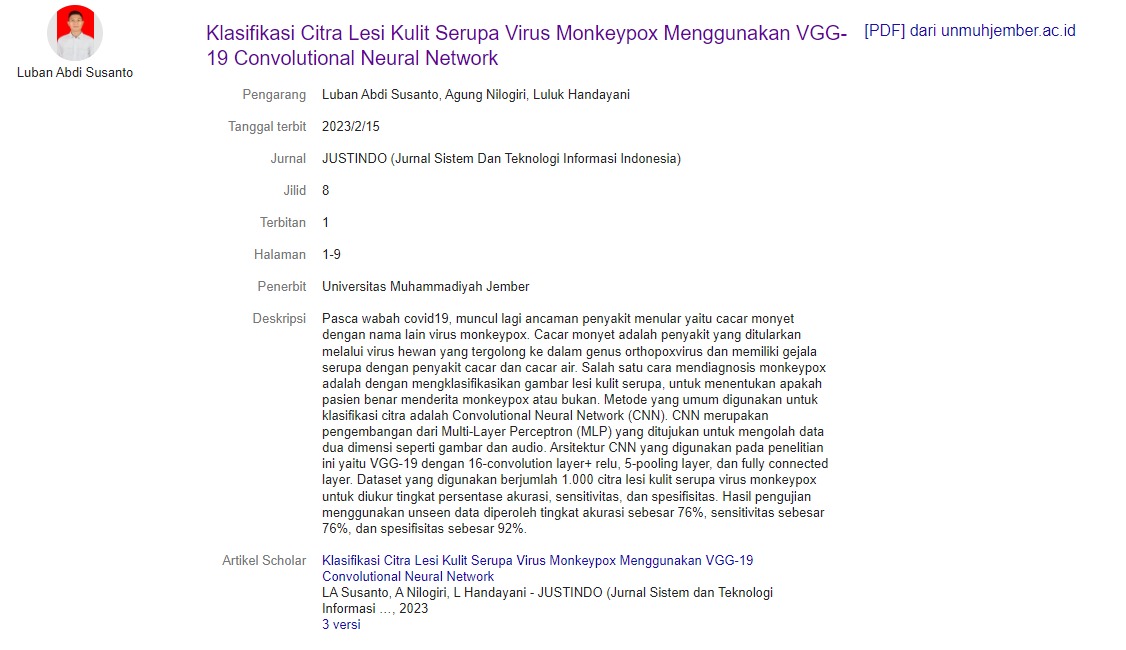 Luban Abdi Susanto
Klasifikasi Citra Lesi Kulit Serupa Virus Monkeypox Menggunakan VGG-
19 Convolutional Neural Network
[PDF] dari unmuhjember.ac.id
Pengarang Luban Abdi Susanto, Agung Nilogiri, Luluk Handayani
Tanggal terbit 2023/2/15
Jurnal JUSTINDO (Jurnal Sistem Dan Teknologi Informasi Indonesia)
Jilid 8
Terbitan 1
Halaman 1-9
Penerbit Universitas Muhammadiyah Jember
Deskripsi Pasca wabah covid19, muncul lagi ancaman penyakit menular yaitu cacar monyet
dengan nama lain virus monkeypox. Cacar monyet adalah penyakit yang ditularkan
melalui virus hewan yang tergolong ke dalam genus orthopoxvirus dan memiliki gejala
serupa dengan penyakit cacar dan cacar air. Salah satu cara mendiagnosis monkeypox
adalah dengan mengklasifikasikan gambar lesi kulit serupa, untuk menentukan apakah
pasien benar menderita monkeypox atau bukan. Metode yang umum digunakan untuk
klasifikasi citra adalah Convolutional Neural Network (CNN). CNN merupakan
pengembangan dari Multi-Layer Perceptron (MLP) yang ditujukan untuk mengolah data
dua dimensi seperti gambar dan audio. Arsitektur CNN yang digunakan pada penelitian
ini yaitu VGG-19 dengan 16-convolution layer+ relu, 5-pooling layer, dan fully connected
layer. Dataset yang digunakan berjumlah 1.000 citra lesi kulit serupa virus monkeypox
untuk diukur tingkat persentase akurasi, sensitivitas, dan spesifisitas. Hasil pengujian
menggunakan unseen data diperoleh tingkat akurasi sebesar 76%, sensitivitas sebesar
76%, dan spesifisitas sebesar 92%.
Artikel Scholar Klasifikasi Citra Lesi Kulit Serupa Virus Monkeypox Menggunakan VGG-19
Convolutional Neural Network
LA Susanto, A Nilogiri, L Handayani - JUSTINDO (Jurnal Sistem dan Teknologi
Informasi …, 2023
3 versi